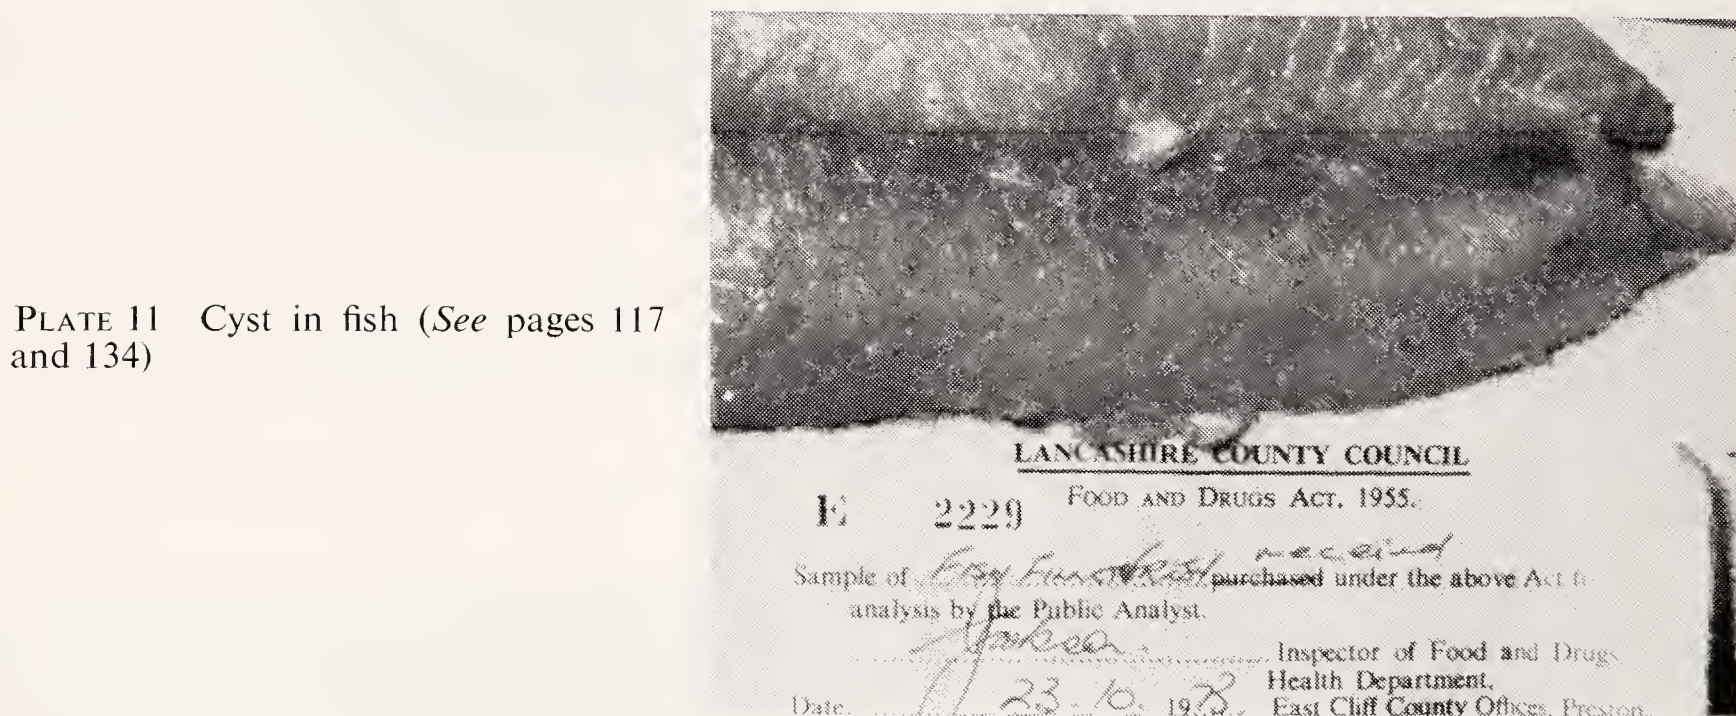 PLATE 11 Cyst in fish (See pages 117
and 134)
LANCASHIRE COUNTY COUNCIL
FOOD AND DRUGS ACT, 1955.
E 2229
received
Sample of purchased under the above Act
analysis by the Public Analyst.
Inspector of Food and Drugs,
Health Department,
Date. 23.10.1973. East Cliff County Offices, Preston.